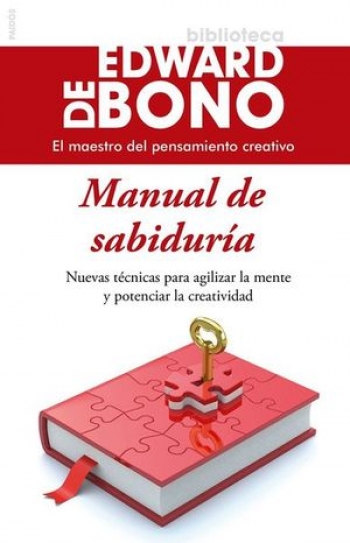 PAIDÓS
biblioteca
EDWARD
DE BONO
El maestro del pensamiento creativo
Manual de
sabiduría
Nuevas técnicas para agilizar la mente
y potenciar la creatividad